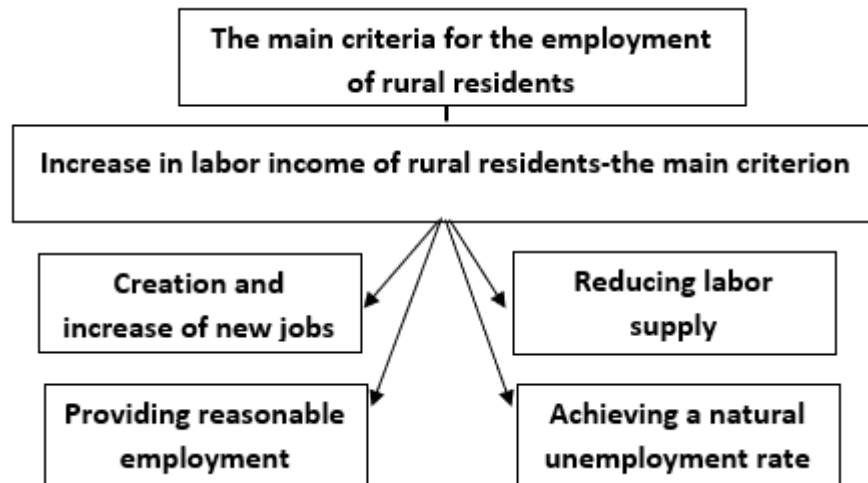 The main criteria for the employment
of rural residents
Increase in labor income of rural residents-the main criterion
Creation and
increase of new jobs
Reducing labor
supply
Providing reasonable
employment
Achieving a natural
unemployment rate